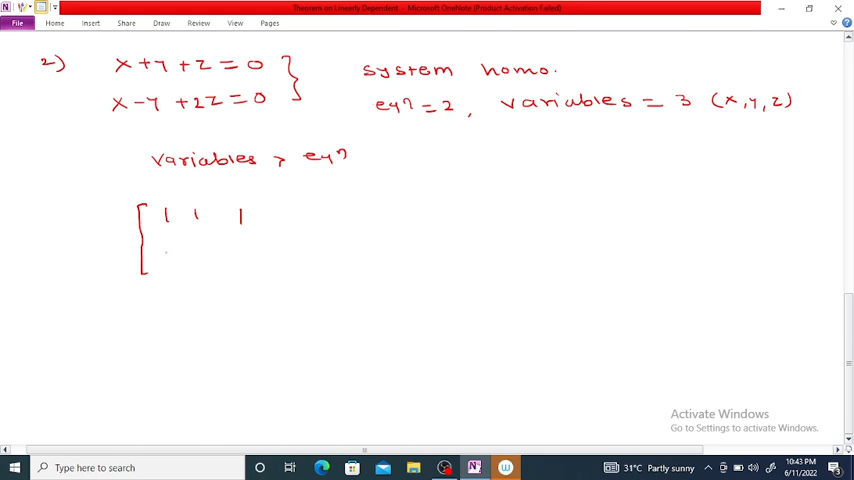 Theorem on Linearly Dependent. - Microsoft OneNote (Product Activation Failed)
File Home Insert Share Draw History Review View Pages
2) x+y+z=0 } system homo.
x-y+2z=0 eqⁿ=2, variables = 3 (x,y,z)
variables > eqⁿ
[ 1 1 1
Activate Windows
Go to Settings to activate Windows.
Type here to search
31°C Partly sunny
10:43 PM
6/11/2022
3